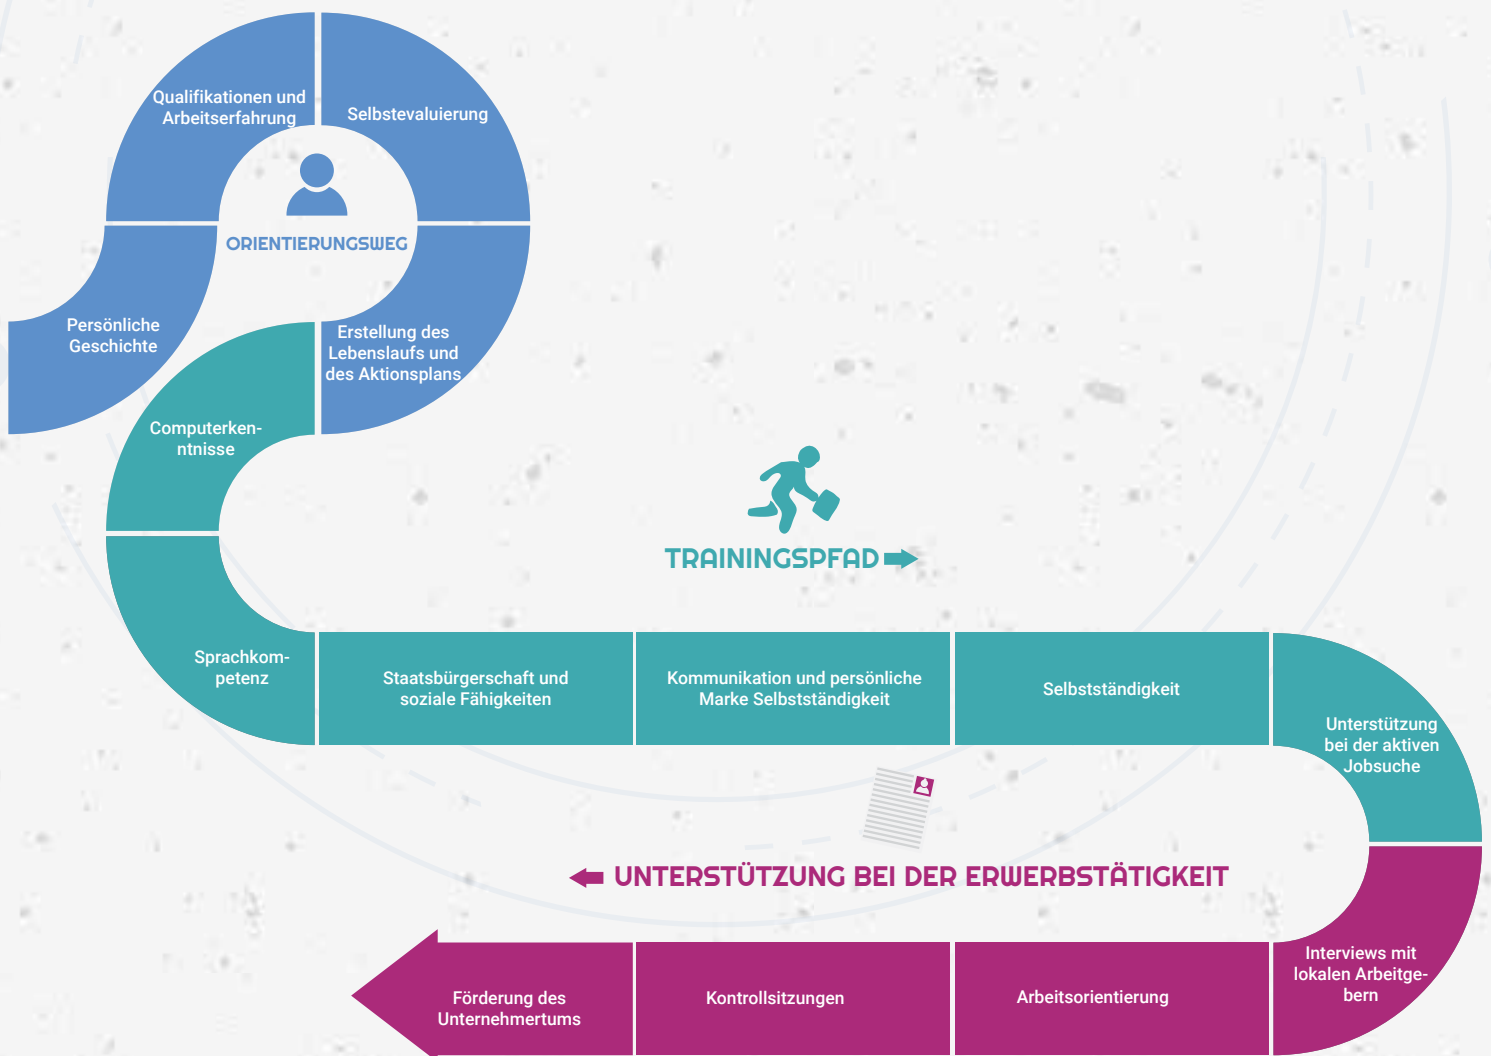 Qualifikationen und
Arbeitserfahrung
Selbstevaluierung
ORIENTIERUNGSWEG
Persönliche
Geschichte
Erstellung des
Lebenslaufs und
des Aktionsplans
Computerken-
ntnisse
TRAININGSPFAD
Sprachkom-
petenz
Staatsbürgerschaft und
soziale Fähigkeiten
Kommunikation und persönliche
Marke Selbstständigkeit
Selbstständigkeit
Unterstützung
bei der aktiven
Jobsuche
UNTERSTÜTZUNG BEI DER ERWERBSTÄTIGKEIT
Interviews mit
lokalen Arbeitge-
bern
Arbeitsorientierung
Kontrollsitzungen
Förderung des
Unternehmertums